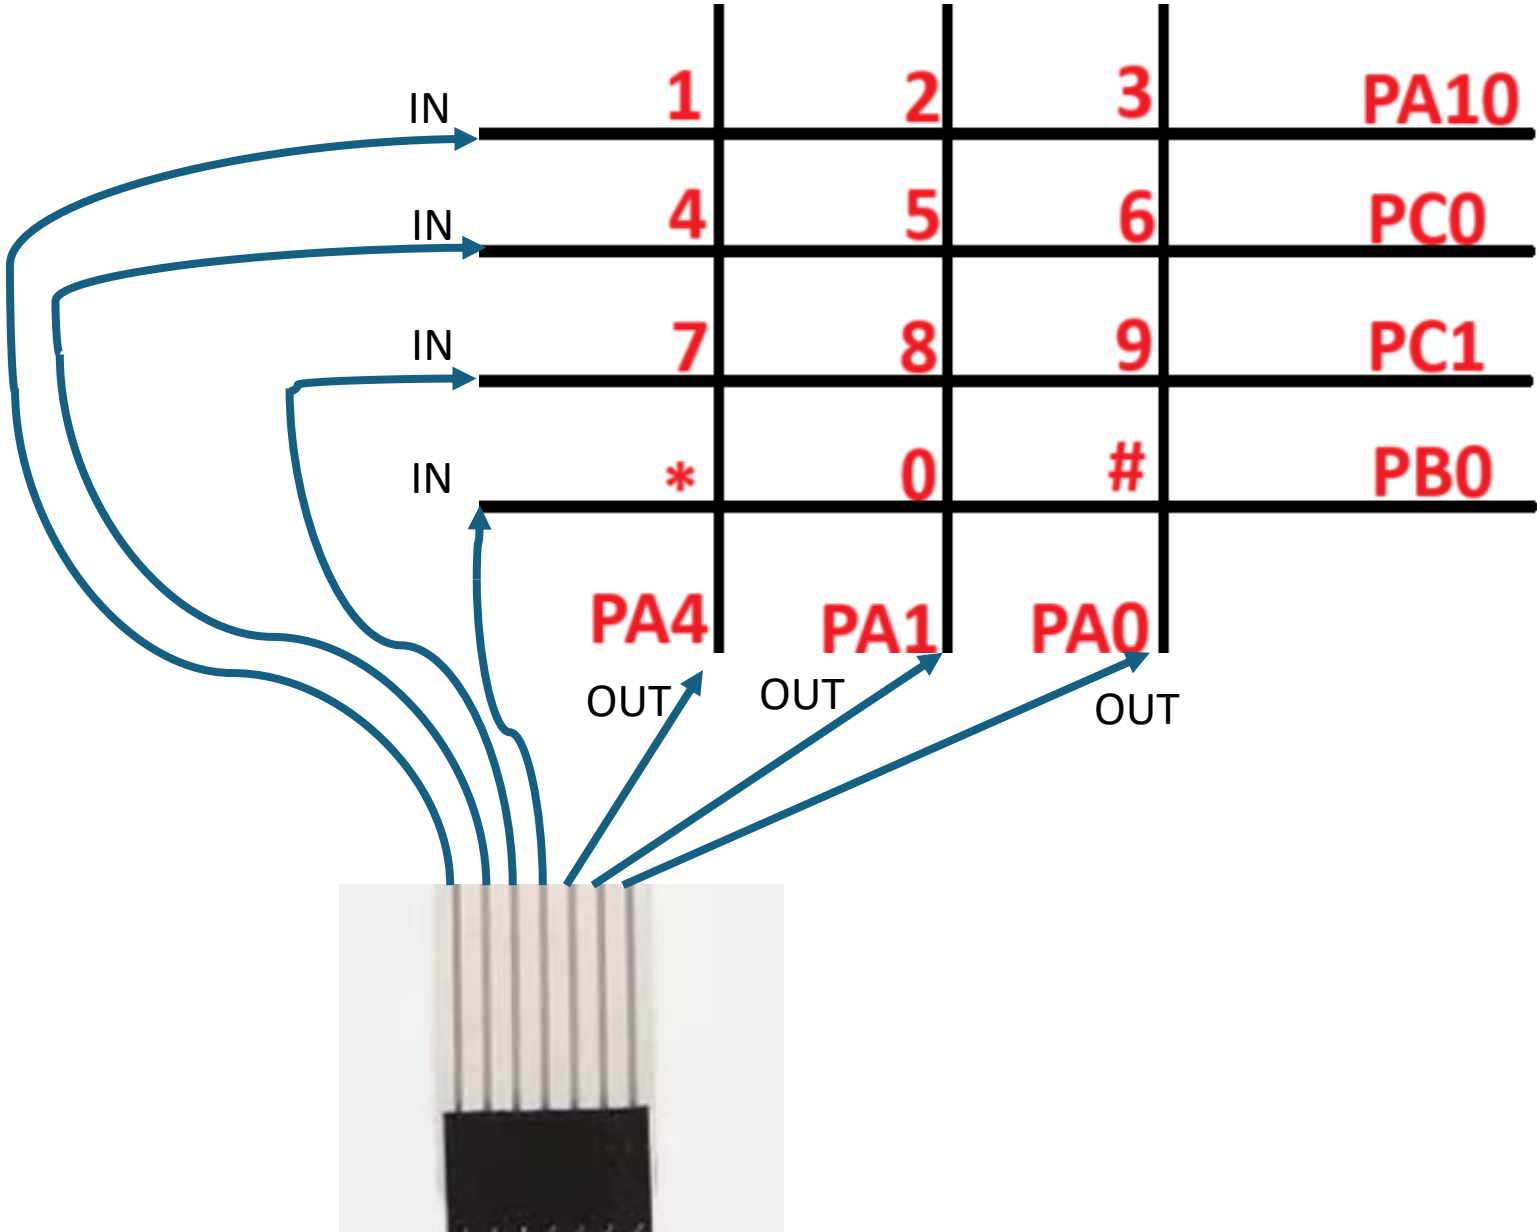 IN 1 2 3 PA10
IN 4 5 6 PC0
IN 7 8 9 PC1
IN * 0 # PB0
PA4 PA1 PA0
OUT OUT OUT